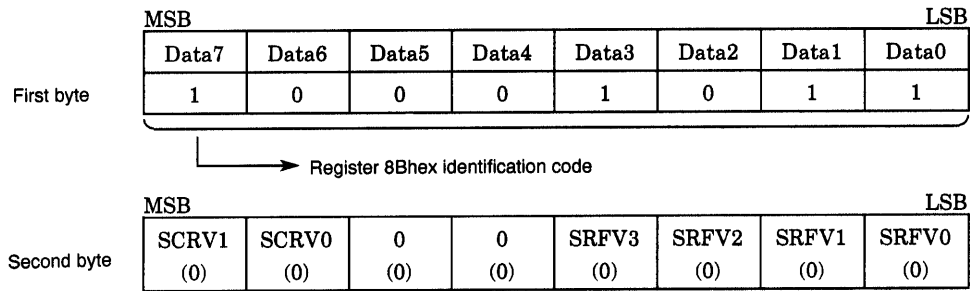 MSB LSB
Data7 Data6 Data5 Data4 Data3 Data2 Data1 Data0
First byte 1 0 0 0 1 0 1 1
Register 8Bhex identification code
MSB LSB
SCRV1 SCRV0 0 0 SRFV3 SRFV2 SRFV1 SRFV0
Second byte (0) (0) (0) (0) (0) (0) (0) (0)